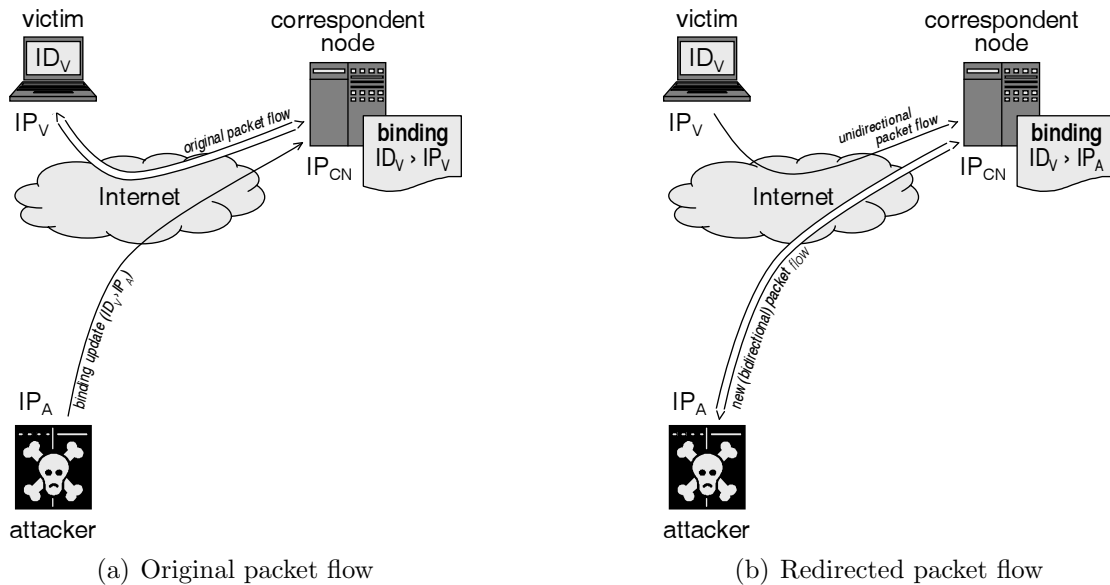 victim
correspondent
node
ID_V
IP_V
original packet flow
binding
ID_V › IP_V
IP_CN
Internet
binding update (ID_V › IP_A)
IP_A
attacker
(a) Original packet flow
victim
correspondent
node
ID_V
IP_V
unidirectional
packet flow
binding
ID_V › IP_A
IP_CN
Internet
new (bidirectional) packet flow
IP_A
attacker
(b) Redirected packet flow